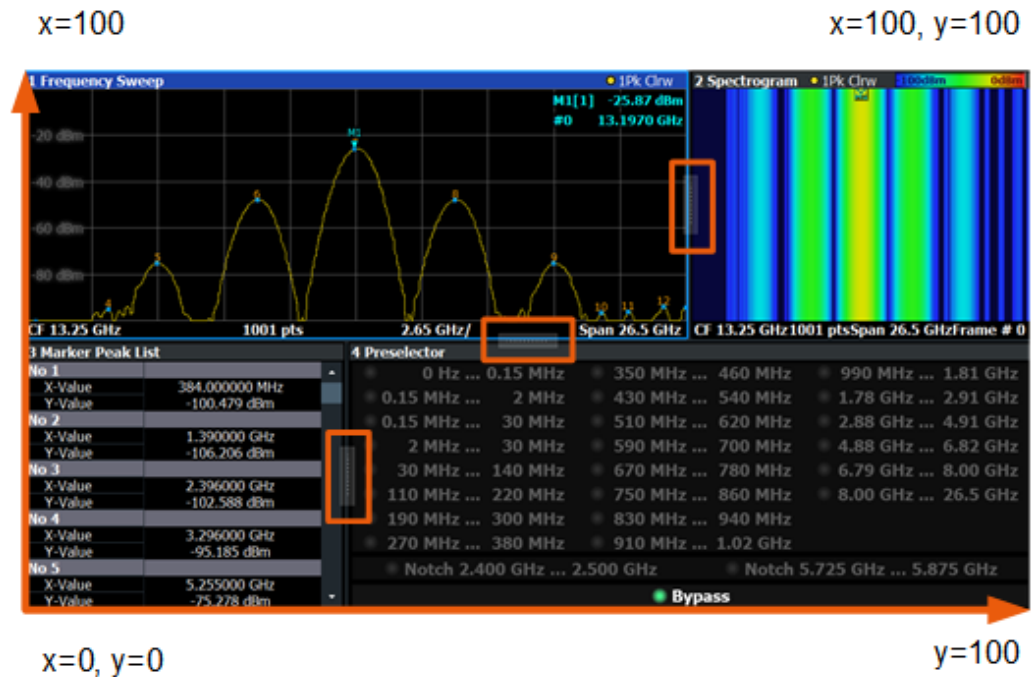 x=100
x=100, y=100
1 Frequency Sweep 1Pk Clrw
2 Spectrogram 1Pk Clrw -100dBm 0dBm
M1[1] -25.87 dBm
#0 13.1970 GHz
M1
-20 dBm
-40 dBm
-60 dBm
-80 dBm
4 5 6 8 9 10 11 12
CF 13.25 GHz 1001 pts 2.65 GHz/ Span 26.5 GHz
CF 13.25 GHz 1001 pts Span 26.5 GHz Frame # 0
3 Marker Peak List
No 1
X-Value 384.000000 MHz
Y-Value -100.479 dBm
No 2
X-Value 1.390000 GHz
Y-Value -106.206 dBm
No 3
X-Value 2.396000 GHz
Y-Value -102.588 dBm
No 4
X-Value 3.296000 GHz
Y-Value -95.185 dBm
No 5
X-Value 5.255000 GHz
Y-Value -75.278 dBm
4 Preselector
0 Hz ... 0.15 MHz 350 MHz ... 460 MHz 990 MHz ... 1.81 GHz
0.15 MHz ... 2 MHz 430 MHz ... 540 MHz 1.78 GHz ... 2.91 GHz
0.15 MHz ... 30 MHz 510 MHz ... 620 MHz 2.88 GHz ... 4.91 GHz
2 MHz ... 30 MHz 590 MHz ... 700 MHz 4.88 GHz ... 6.82 GHz
30 MHz ... 140 MHz 670 MHz ... 780 MHz 6.79 GHz ... 8.00 GHz
110 MHz ... 220 MHz 750 MHz ... 860 MHz 8.00 GHz ... 26.5 GHz
190 MHz ... 300 MHz 830 MHz ... 940 MHz
270 MHz ... 380 MHz 910 MHz ... 1.02 GHz
Notch 2.400 GHz ... 2.500 GHz Notch 5.725 GHz ... 5.875 GHz
Bypass
x=0, y=0
y=100